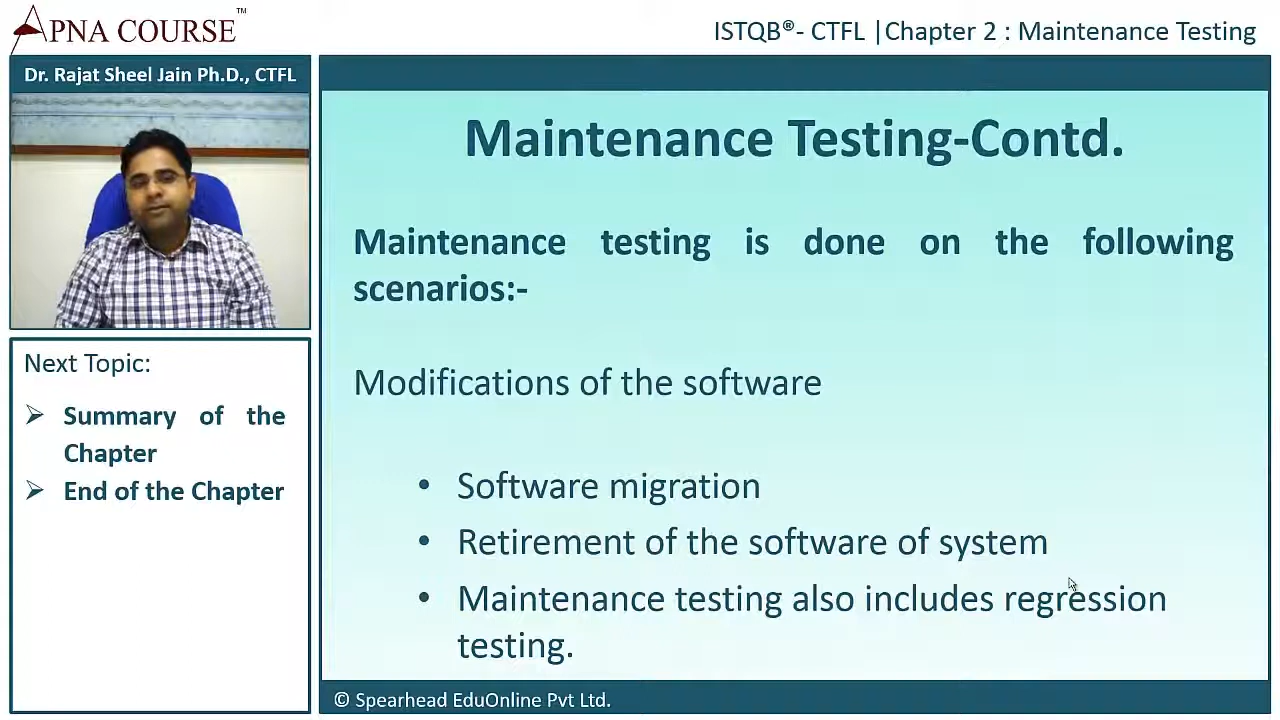 APNA COURSE™
ISTQB®- CTFL |Chapter 2 : Maintenance Testing
Dr. Rajat Sheel Jain Ph.D., CTFL
Next Topic:
➢ Summary of the
Chapter
➢ End of the Chapter
Maintenance Testing-Contd.
Maintenance testing is done on the following
scenarios:-
Modifications of the software
• Software migration
• Retirement of the software of system
• Maintenance testing also includes regression
testing.
© Spearhead EduOnline Pvt Ltd.